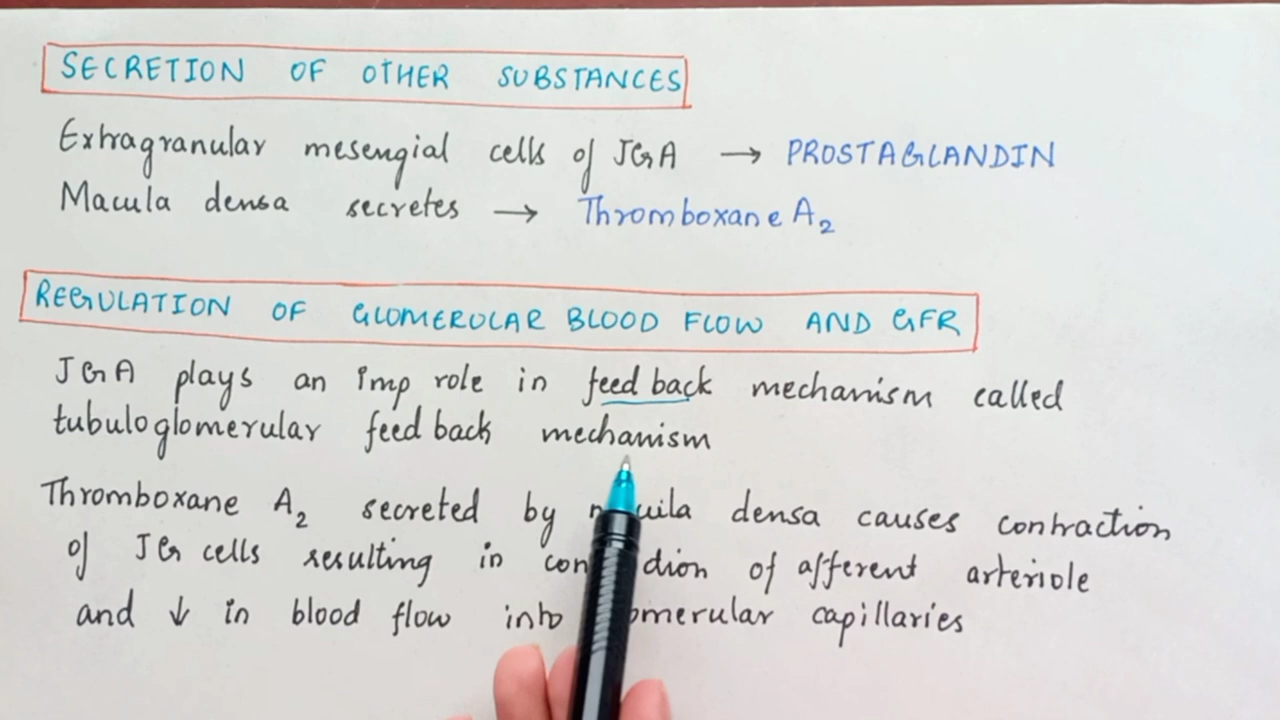 SECRETION OF OTHER SUBSTANCES
Extragranular mesengial cells of JGA → PROSTAGLANDIN
Macula densa secretes → Thromboxane A₂
REGULATION OF GLOMERULAR BLOOD FLOW AND GFR
JGA plays an imp role in feed back mechanism called
tubuloglomerular feed back mechanism
Thromboxane A₂ secreted by densa causes contraction
of JG cells resulting in of afferent arteriole
and ↓ in blood flow into capillaries